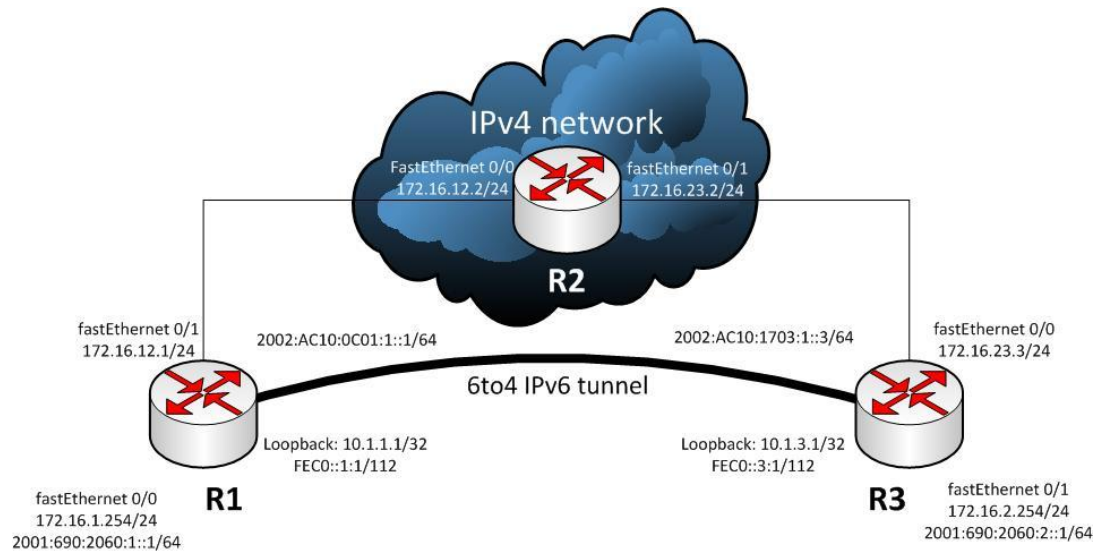 IPv4 network
FastEthernet 0/0
172.16.12.2/24
fastEthernet 0/1
172.16.23.2/24
R2
fastEthernet 0/1
172.16.12.1/24
2002:AC10:0C01:1::1/64
2002:AC10:1703:1::3/64
fastEthernet 0/0
172.16.23.3/24
6to4 IPv6 tunnel
Loopback: 10.1.1.1/32
FEC0::1:1/112
Loopback: 10.1.3.1/32
FEC0::3:1/112
R1
R3
fastEthernet 0/0
172.16.1.254/24
2001:690:2060:1::1/64
fastEthernet 0/1
172.16.2.254/24
2001:690:2060:2::1/64